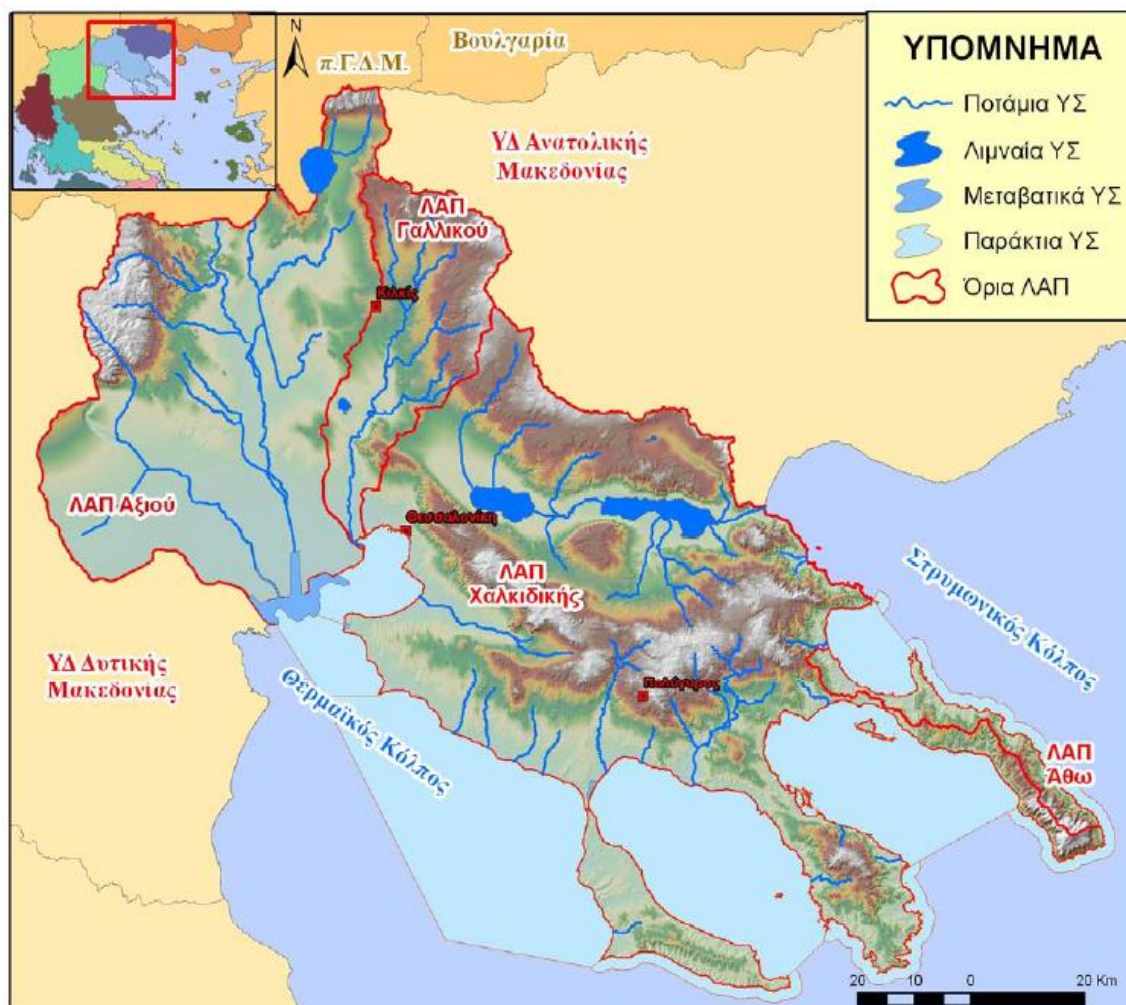 N
Βουλγαρία
π.Γ.Δ.Μ.
ΥΔ Ανατολικής
Μακεδονίας
ΥΠΟΜΝΗΜΑ
Ποτάμια ΥΣ
Λιμναία ΥΣ
Μεταβατικά ΥΣ
Παράκτια ΥΣ
Όρια ΛΑΠ
ΛΑΠ
Γαλλικού
Κιλκίς
ΛΑΠ Αξιού
Θεσσαλονίκη
ΛΑΠ
Χαλκιδικής
Στρυμωνικός Κόλπος
ΥΔ Δυτικής
Μακεδονίας
Θερμαϊκός Κόλπος
Πολύγυρος
ΛΑΠ
Άθω
20 10 0 20 Km